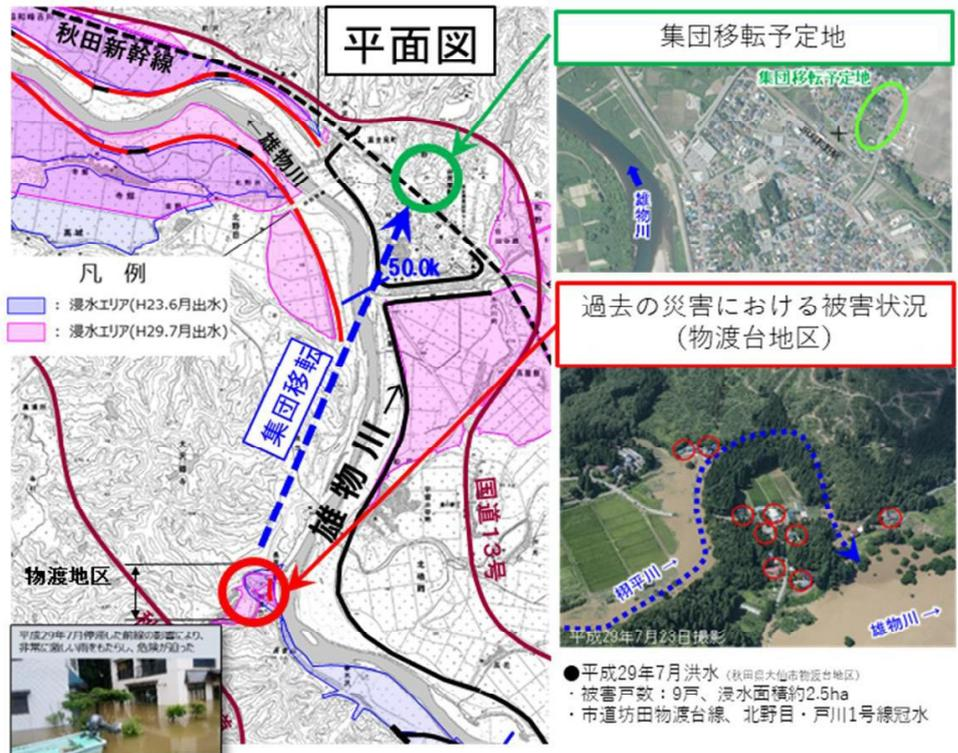 平面図
秋田新幹線
雄物川
寺館
寺館
高城
北野目
50.0k
凡 例
: 浸水エリア(H23.6月出水)
: 浸水エリア(H29.7月出水)
集団移転
雄物川
国道13号
物渡地区
平成29年7月停滞した前線の影響により、
非常に激しい雨をもたらし、危険が迫った
集団移転予定地
集団移転予定地
雄物川
過去の災害における被害状況
(物渡台地区)
栩平川→
雄物川→
平成29年7月23日撮影
●平成29年7月洪水 (秋田県大仙市物渡台地区)
・被害戸数：9戸、浸水面積約2.5ha
・市道坊田物渡台線、北野目・戸川1号線冠水